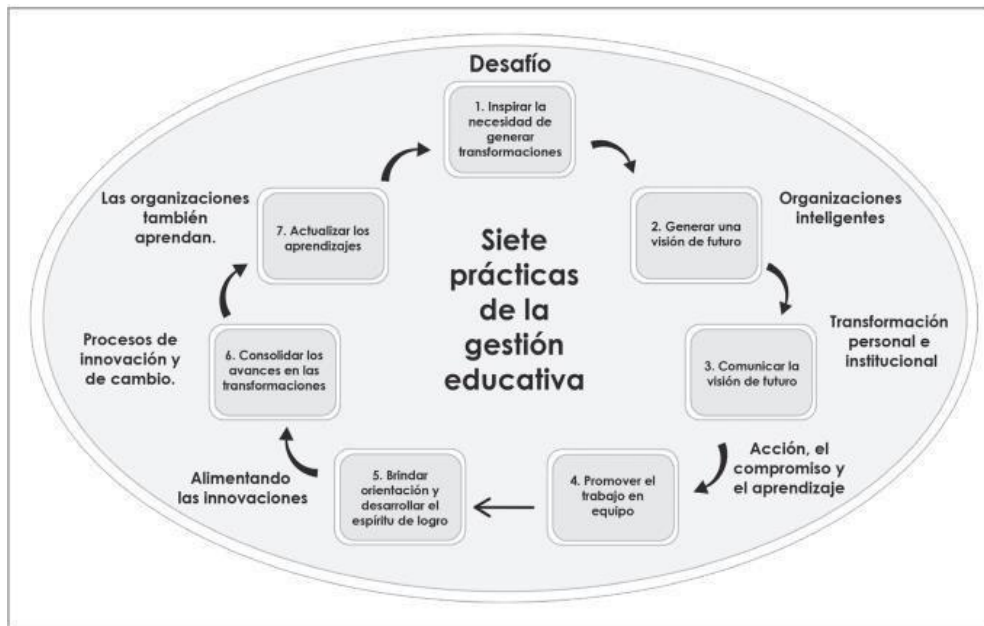 Desafío
1. Inspirar la
necesidad de
generar
transformaciones
Organizaciones
inteligentes
2. Generar una
visión de futuro
Transformación
personal e
institucional
3. Comunicar la
visión de futuro
Acción, el
compromiso y
el aprendizaje
4. Promover el
trabajo en
equipo
5. Brindar
orientación y
desarrollar el
espíritu de logro
Alimentando
las innovaciones
6. Consolidar los
avances en las
transformaciones
Procesos de
innovación y
de cambio.
7. Actualizar los
aprendizajes
Las organizaciones
también
aprendan.
Siete
prácticas
de la
gestión
educativa